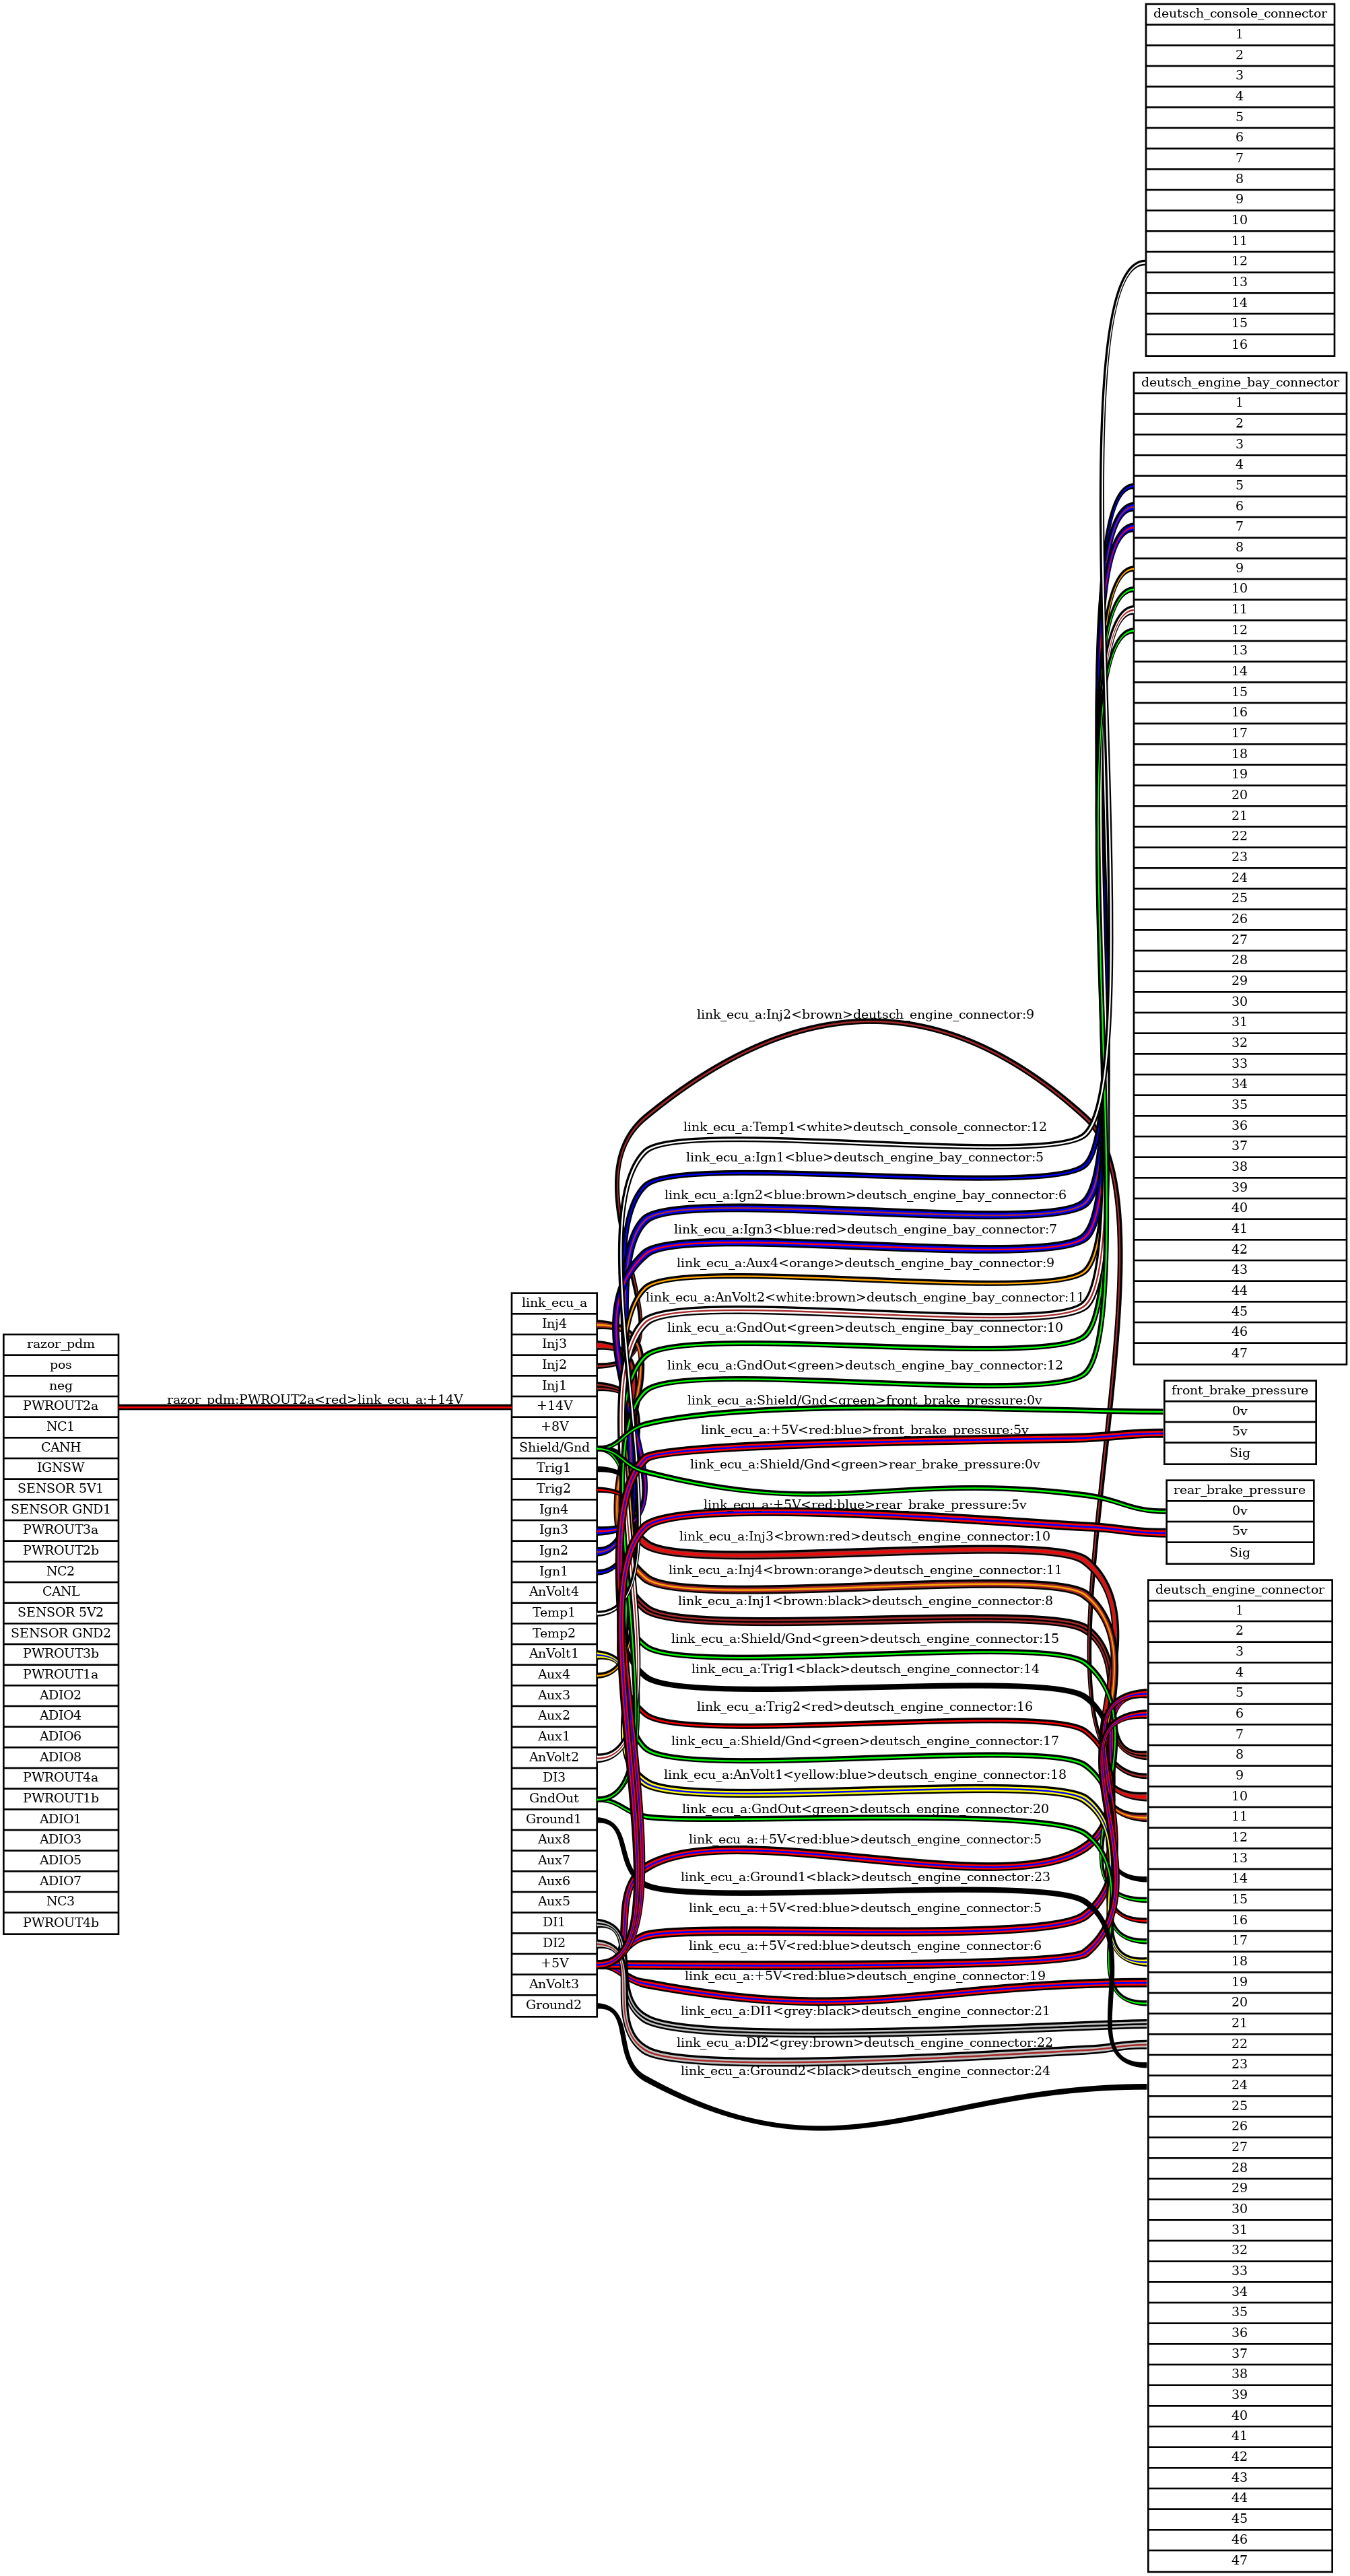 razor_pdm
pos
neg
PWROUT2a
NC1
CANH
IGNSW
SENSOR 5V1
SENSOR GND1
PWROUT3a
PWROUT2b
NC2
CANL
SENSOR 5V2
SENSOR GND2
PWROUT3b
PWROUT1a
ADIO2
ADIO4
ADIO6
ADIO8
PWROUT4a
PWROUT1b
ADIO1
ADIO3
ADIO5
ADIO7
NC3
PWROUT4b
razor_pdm:PWROUT2a<red>link_ecu_a:+14V
link_ecu_a
Inj4
Inj3
Inj2
Inj1
+14V
+8V
Shield/Gnd
Trig1
Trig2
Ign4
Ign3
Ign2
Ign1
AnVolt4
Temp1
Temp2
AnVolt1
Aux4
Aux3
Aux2
Aux1
AnVolt2
DI3
GndOut
Ground1
Aux8
Aux7
Aux6
Aux5
DI1
DI2
+5V
AnVolt3
Ground2
link_ecu_a:Inj2<brown>deutsch_engine_connector:9
link_ecu_a:Temp1<white>deutsch_console_connector:12
link_ecu_a:Ign1<blue>deutsch_engine_bay_connector:5
link_ecu_a:Ign2<blue:brown>deutsch_engine_bay_connector:6
link_ecu_a:Ign3<blue:red>deutsch_engine_bay_connector:7
link_ecu_a:Aux4<orange>deutsch_engine_bay_connector:9
link_ecu_a:AnVolt2<white:brown>deutsch_engine_bay_connector:11
link_ecu_a:GndOut<green>deutsch_engine_bay_connector:10
link_ecu_a:GndOut<green>deutsch_engine_bay_connector:12
link_ecu_a:Shield/Gnd<green>front_brake_pressure:0v
link_ecu_a:+5V<red:blue>front_brake_pressure:5v
link_ecu_a:Shield/Gnd<green>rear_brake_pressure:0v
link_ecu_a:+5V<red:blue>rear_brake_pressure:5v
link_ecu_a:Inj3<brown:red>deutsch_engine_connector:10
link_ecu_a:Inj4<brown:orange>deutsch_engine_connector:11
link_ecu_a:Inj1<brown:black>deutsch_engine_connector:8
link_ecu_a:Shield/Gnd<green>deutsch_engine_connector:15
link_ecu_a:Trig1<black>deutsch_engine_connector:14
link_ecu_a:Trig2<red>deutsch_engine_connector:16
link_ecu_a:Shield/Gnd<green>deutsch_engine_connector:17
link_ecu_a:AnVolt1<yellow:blue>deutsch_engine_connector:18
link_ecu_a:GndOut<green>deutsch_engine_connector:20
link_ecu_a:+5V<red:blue>deutsch_engine_connector:5
link_ecu_a:Ground1<black>deutsch_engine_connector:23
link_ecu_a:+5V<red:blue>deutsch_engine_connector:5
link_ecu_a:+5V<red:blue>deutsch_engine_connector:6
link_ecu_a:+5V<red:blue>deutsch_engine_connector:19
link_ecu_a:DI1<grey:black>deutsch_engine_connector:21
link_ecu_a:DI2<grey:brown>deutsch_engine_connector:22
link_ecu_a:Ground2<black>deutsch_engine_connector:24
deutsch_console_connector
1
2
3
4
5
6
7
8
9
10
11
12
13
14
15
16
deutsch_engine_bay_connector
1
2
3
4
5
6
7
8
9
10
11
12
13
14
15
16
17
18
19
20
21
22
23
24
25
26
27
28
29
30
31
32
33
34
35
36
37
38
39
40
41
42
43
44
45
46
47
front_brake_pressure
0v
5v
Sig
rear_brake_pressure
0v
5v
Sig
deutsch_engine_connector
1
2
3
4
5
6
7
8
9
10
11
12
13
14
15
16
17
18
19
20
21
22
23
24
25
26
27
28
29
30
31
32
33
34
35
36
37
38
39
40
41
42
43
44
45
46
47